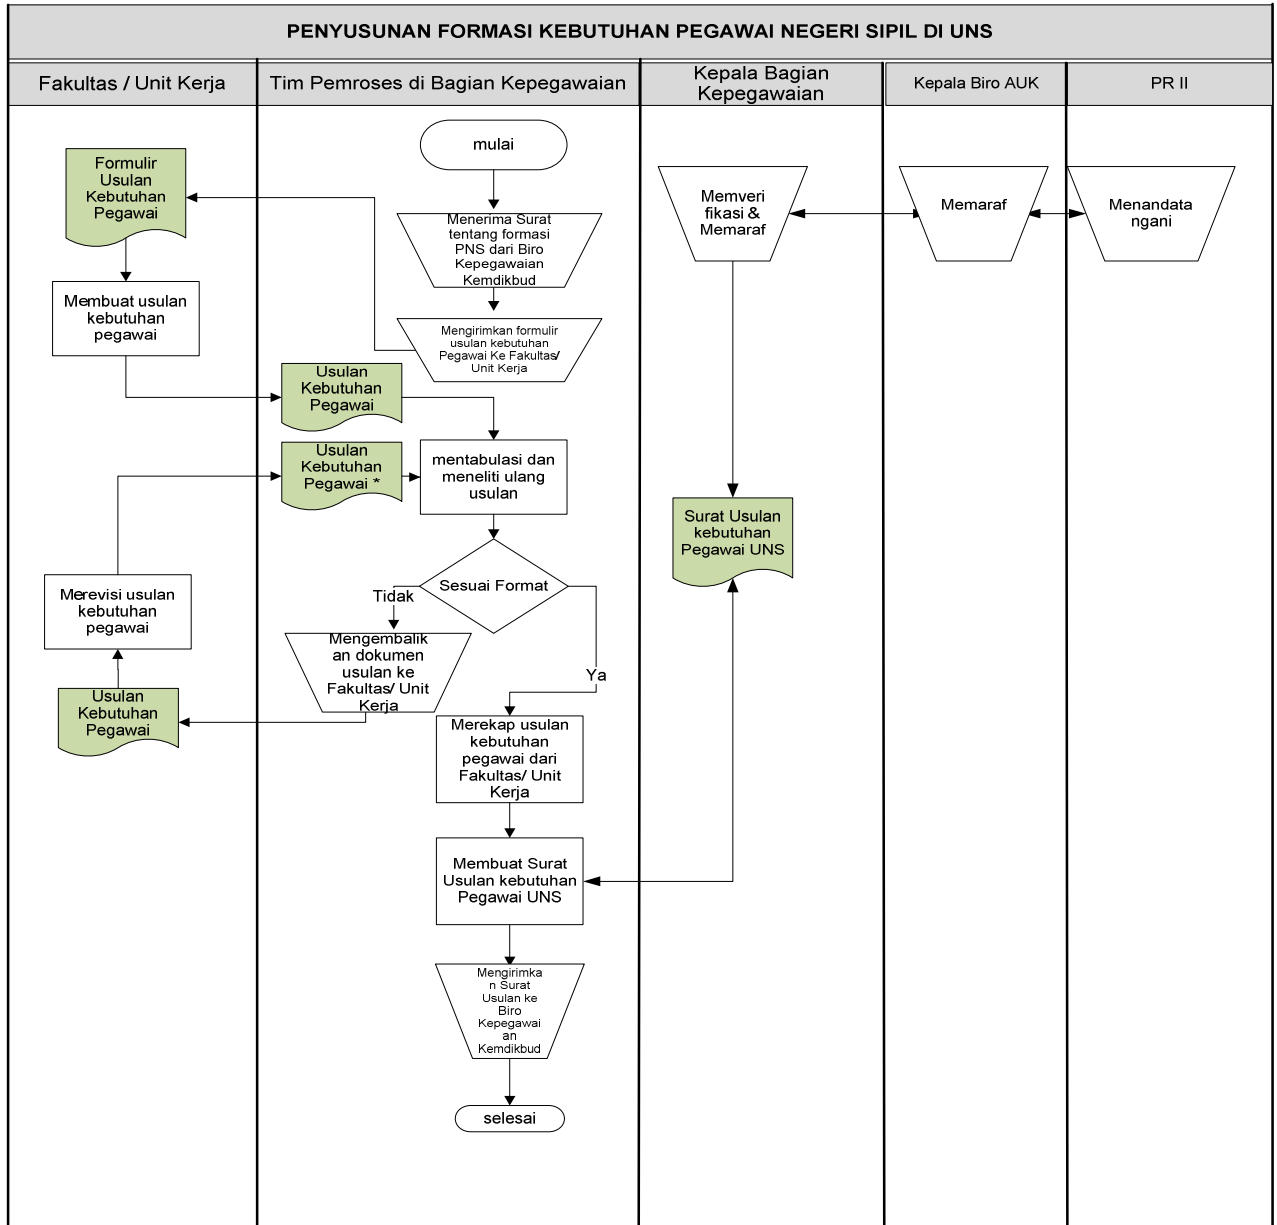 PENYUSUNAN FORMASI KEBUTUHAN PEGAWAI NEGERI SIPIL DI UNS
Fakultas / Unit Kerja
Tim Pemroses di Bagian Kepegawaian
Kepala Bagian
Kepegawaian
Kepala Biro AUK
PR II
mulai
Formulir
Usulan
Kebutuhan
Pegawai
Menerima Surat
tentang formasi
PNS dari Biro
Kepegawaian
Kemdikbud
Memveri
fikasi &
Memaraf
Memaraf
Menandata
ngani
Membuat usulan
kebutuhan
pegawai
Mengirimkan formulir
usulan kebutuhan
Pegawai Ke Fakultas/
Unit Kerja
Usulan
Kebutuhan
Pegawai
Usulan
Kebutuhan
Pegawai *
mentabulasi dan
meneliti ulang
usulan
Surat Usulan
kebutuhan
Pegawai UNS
Sesuai Format
Tidak
Ya
Merevisi usulan
kebutuhan
pegawai
Mengembalik
an dokumen
usulan ke
Fakultas/ Unit
Kerja
Usulan
Kebutuhan
Pegawai
Merekap usulan
kebutuhan
pegawai dari
Fakultas/ Unit
Kerja
Membuat Surat
Usulan kebutuhan
Pegawai UNS
Mengirimka
n Surat
Usulan ke
Biro
Kepegawai
an
Kemdikbud
selesai